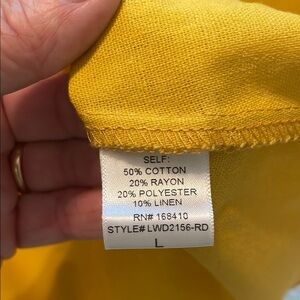 SELF:
50% COTTON
20% RAYON
20% POLYESTER
10% LINEN
RN# 168410
STYLE# LWD2156-RD
L